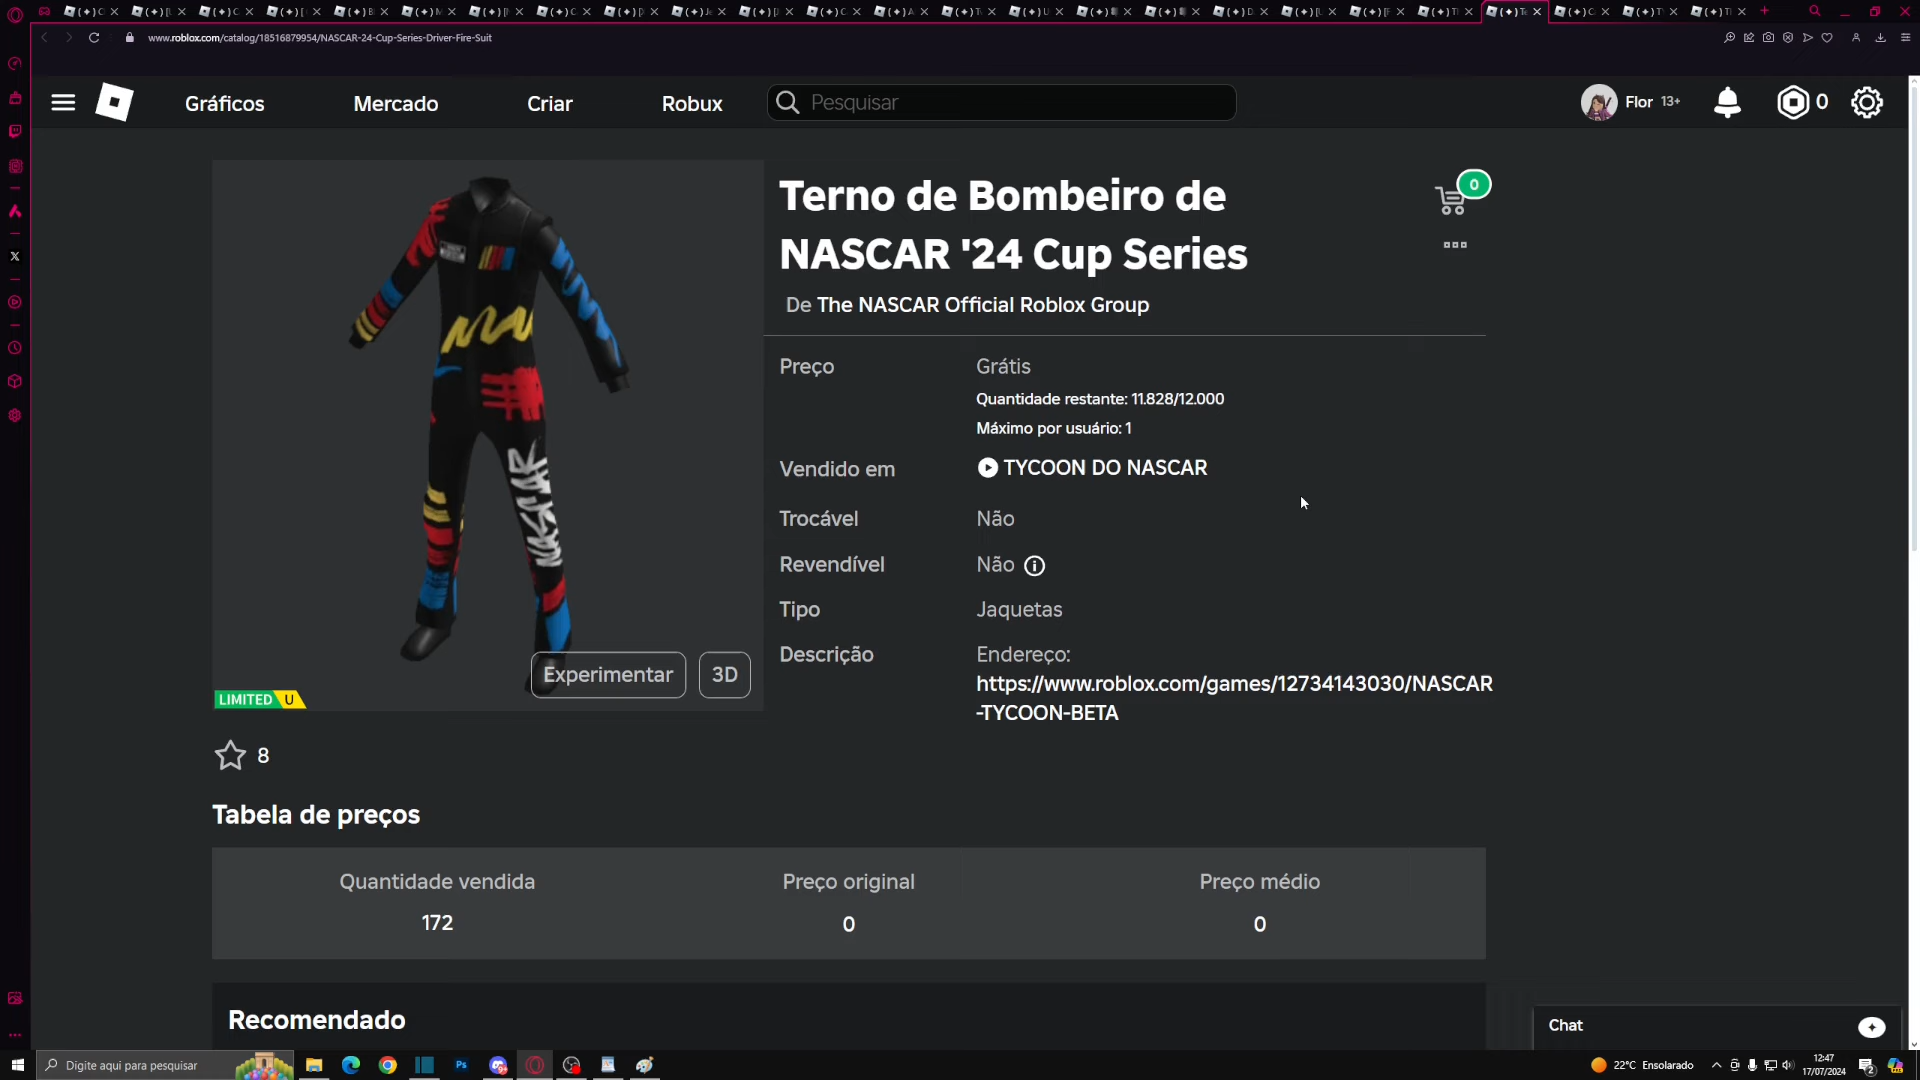 www.roblox.com/catalog/18516879954/NASCAR-24-Cup-Series-Driver-Fire-Suit
Gráficos
Mercado
Criar
Robux
Pesquisar
Flor 13+
0
Terno de Bombeiro de
NASCAR '24 Cup Series
0
De The NASCAR Official Roblox Group
Preço
Grátis
Quantidade restante: 11.828/12.000
Máximo por usuário: 1
Vendido em
TYCOON DO NASCAR
Trocável
Não
Revendível
Não
Tipo
Jaquetas
Descrição
Endereço:
https://www.roblox.com/games/12734143030/NASCAR
-TYCOON-BETA
NASCAR
Experimentar
3D
LIMITED U
8
Tabela de preços
Quantidade vendida
Preço original
Preço médio
172
0
0
Recomendado
Chat
Digite aqui para pesquisar
Ps
22°C Ensolarado
12:47
17/07/2024
2